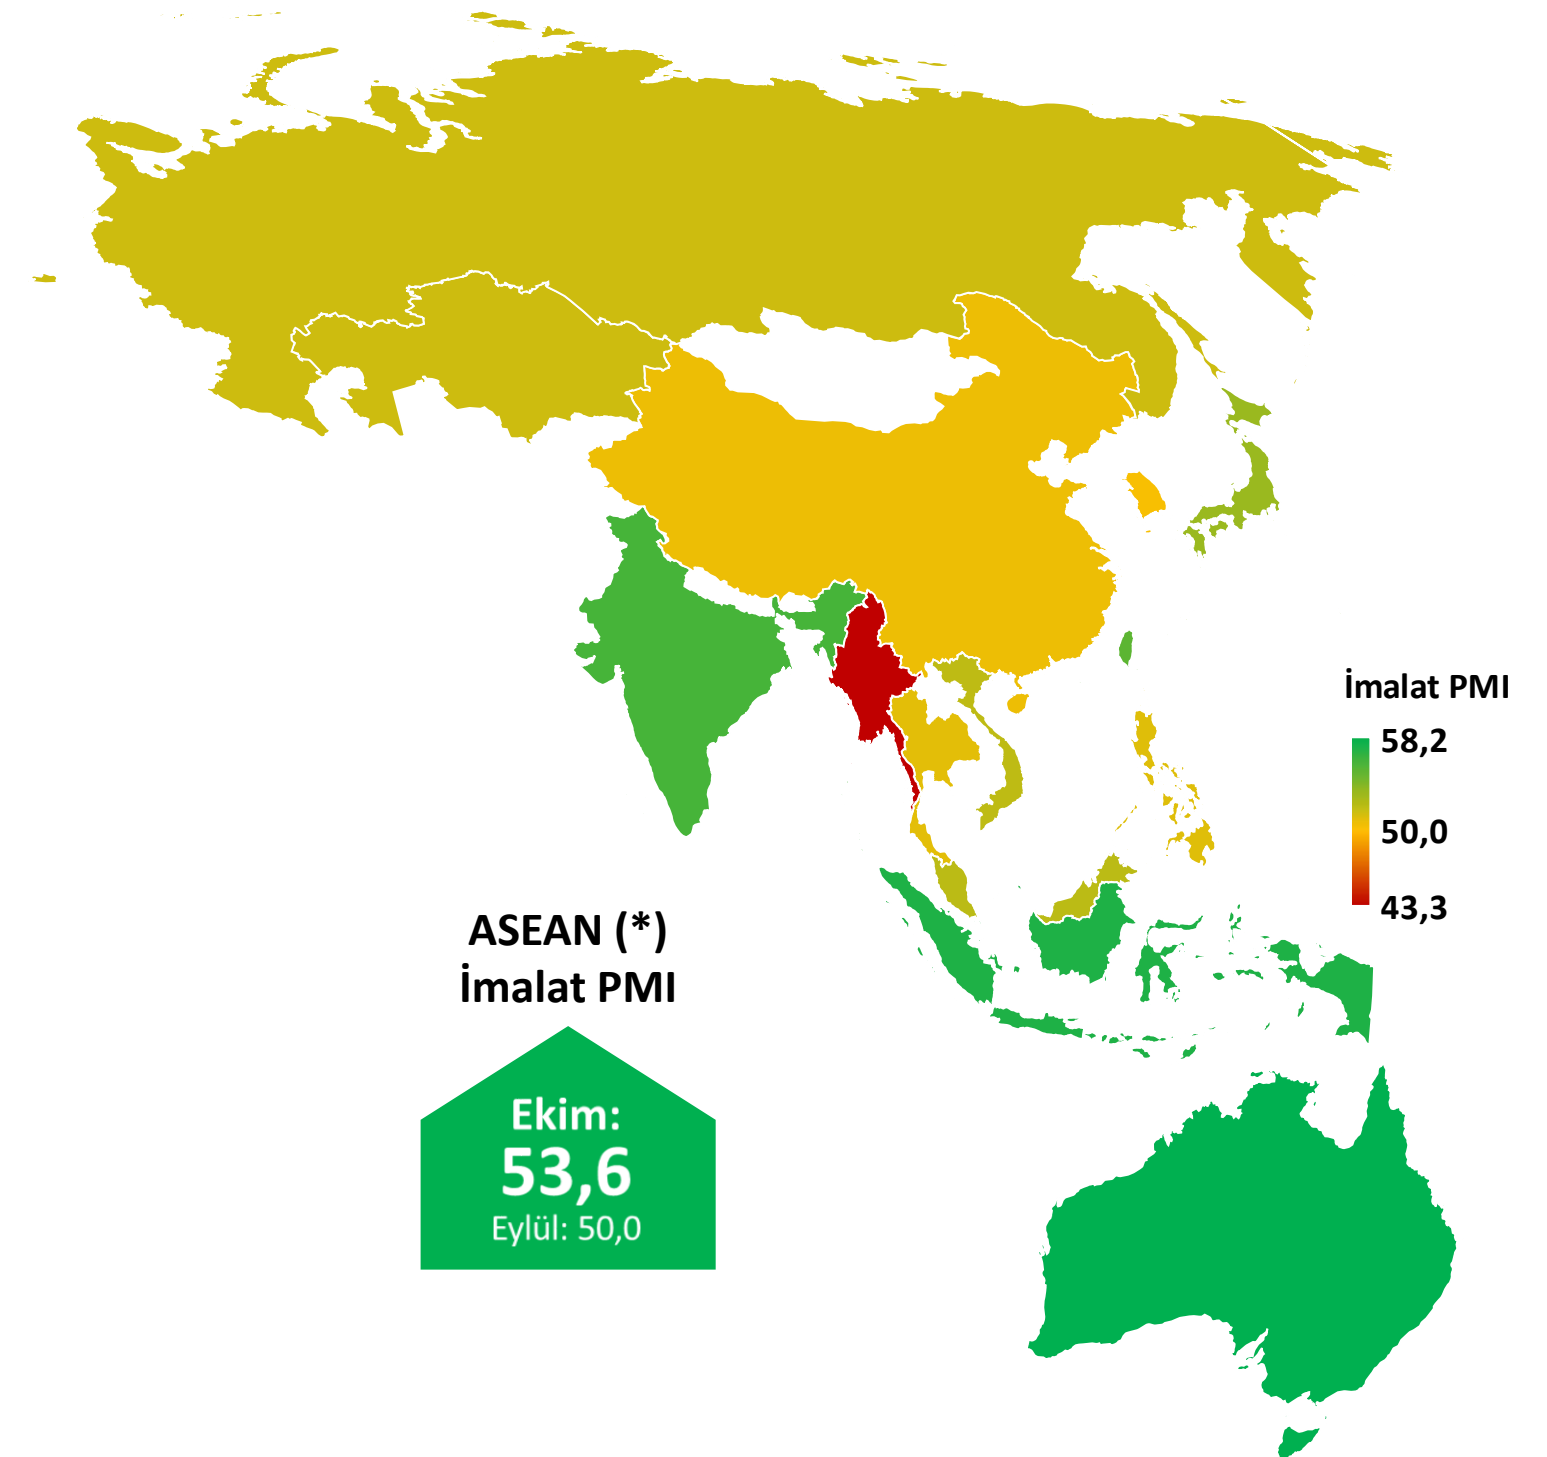 İmalat PMI
58,2
50,0
43,3
ASEAN (*)
İmalat PMI
Ekim:
53,6
Eylül: 50,0